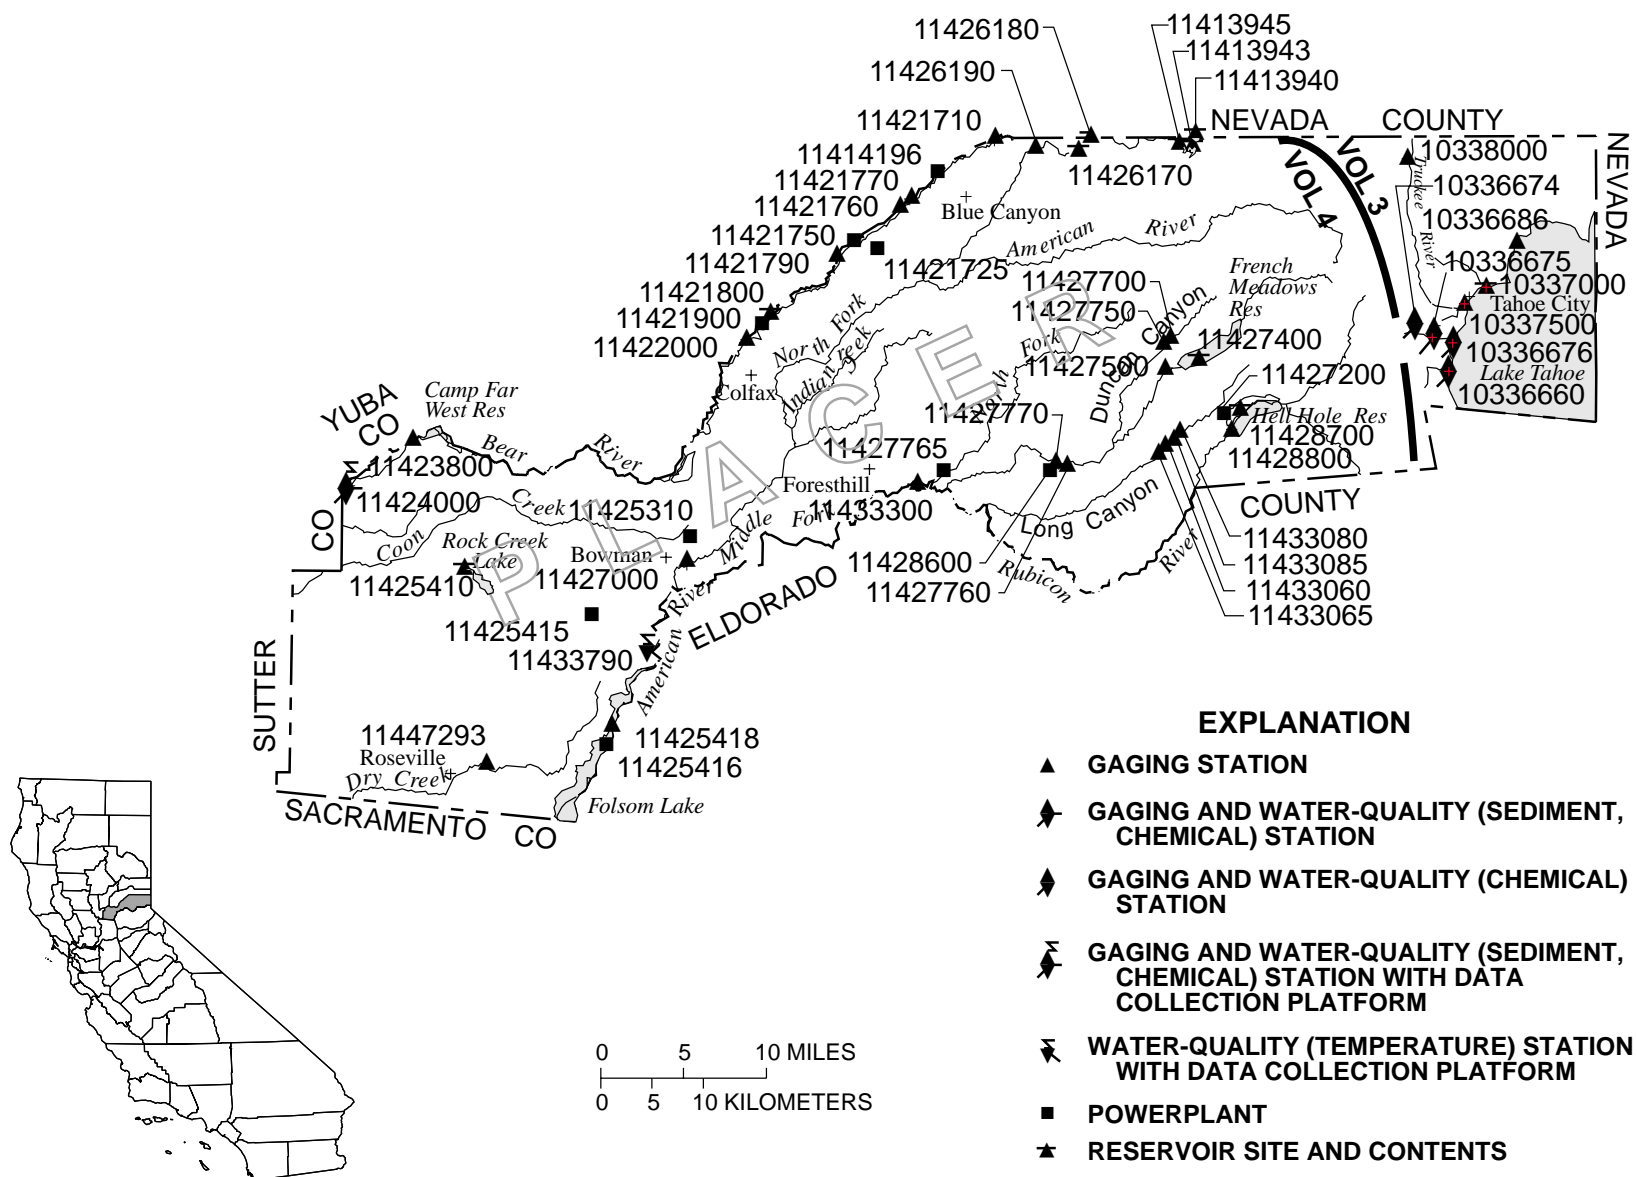 11426180
11413945
11413943
11426190
11413940
11421710
NEVADA COUNTY
NEVADA
VOL 4
VOL 3
11414196
11426170
10338000
11421770
10336674
11421760
Blue Canyon
Truckee River
10336686
11421750
American River
11421790
11421725
10336675
11427700
French
Meadows
Res
10337000
11421800
11427750
Tahoe City
11421900
10337500
11422000
North Fork
Indian Creek
North Fork
Duncan Canyon
11427400
11427500
10336676
Lake Tahoe
Colfax
11427200
10336660
Camp Far
West Res
YUBA
CO
11427770
Hell Hole Res
Bear River
11427765
11428700
11423800
11428800
11424000
Foresthill
PLACER
COUNTY
Creek
11425310
11433300
Long Canyon
CO
Coon
Rock Creek
Lake
Bowman
Middle Fork
11433080
11425410
11427000
11428600
Rubicon River
11433085
11427760
11433060
ELDORADO
11433065
11425415
American River
11433790
SUTTER
11447293
11425418
Roseville
11425416
Dry Creek
Folsom Lake
SACRAMENTO CO
EXPLANATION
GAGING STATION
GAGING AND WATER-QUALITY (SEDIMENT,
CHEMICAL) STATION
GAGING AND WATER-QUALITY (CHEMICAL)
STATION
GAGING AND WATER-QUALITY (SEDIMENT,
CHEMICAL) STATION WITH DATA
COLLECTION PLATFORM
WATER-QUALITY (TEMPERATURE) STATION
WITH DATA COLLECTION PLATFORM
POWERPLANT
RESERVOIR SITE AND CONTENTS
0 5 10 MILES
0 5 10 KILOMETERS